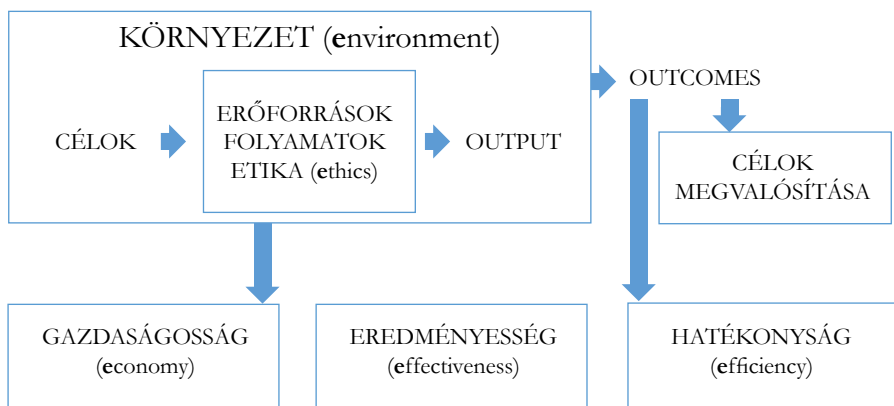 KÖRNYEZET (environment)
CÉLOK
ERŐFORRÁSOK
FOLYAMATOK
ETIKA (ethics)
OUTPUT
OUTCOMES
CÉLOK
MEGVALÓSÍTÁSA
GAZDASÁGOSSÁG
(economy)
EREDMÉNYESSÉG
(effectiveness)
HATÉKONYSÁG
(efficiency)